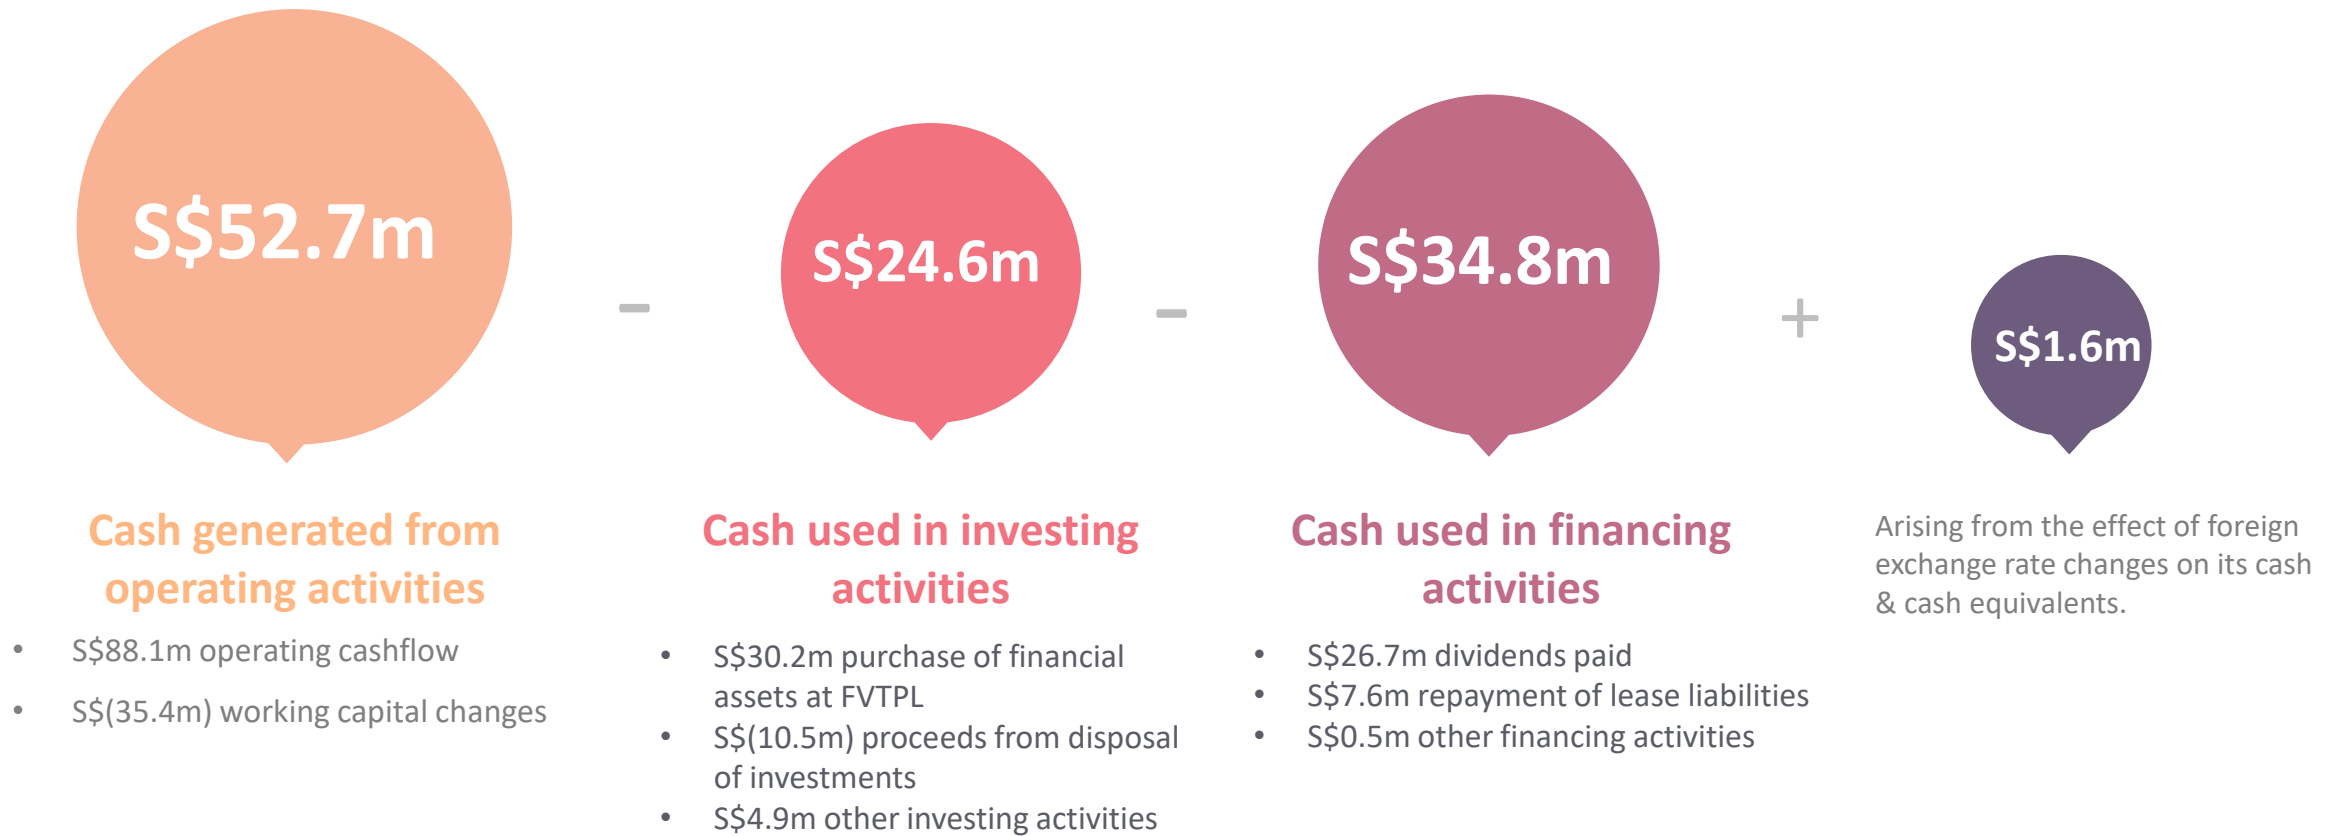 S$52.7m
Cash generated from
operating activities
• S$88.1m operating cashflow
• S$(35.4m) working capital changes
-
S$24.6m
Cash used in investing
activities
• S$30.2m purchase of financial
assets at FVTPL
• S$(10.5m) proceeds from disposal
of investments
• S$4.9m other investing activities
-
S$34.8m
Cash used in financing
activities
• S$26.7m dividends paid
• S$7.6m repayment of lease liabilities
• S$0.5m other financing activities
+
S$1.6m
Arising from the effect of foreign
exchange rate changes on its cash
& cash equivalents.